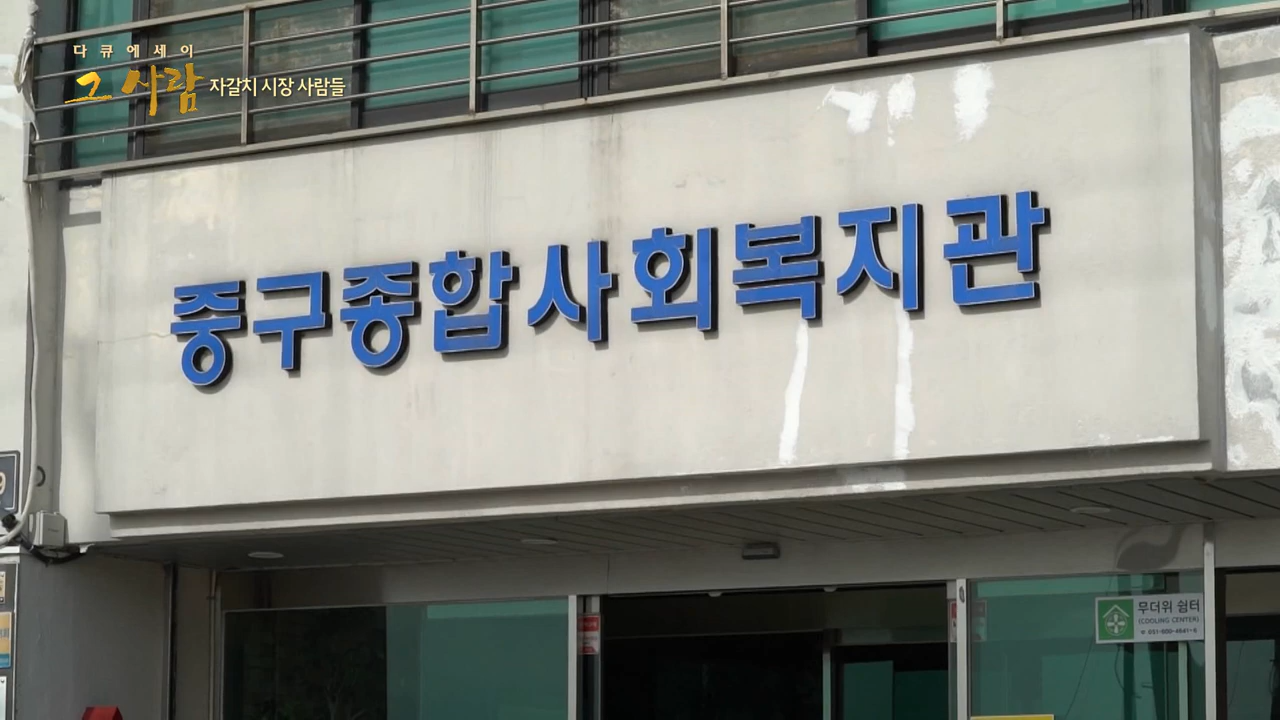 다큐에세이
그 사람 자갈치 시장 사람들
중구종합사회복지관
무더위 쉼터
(COOLING CENTER)